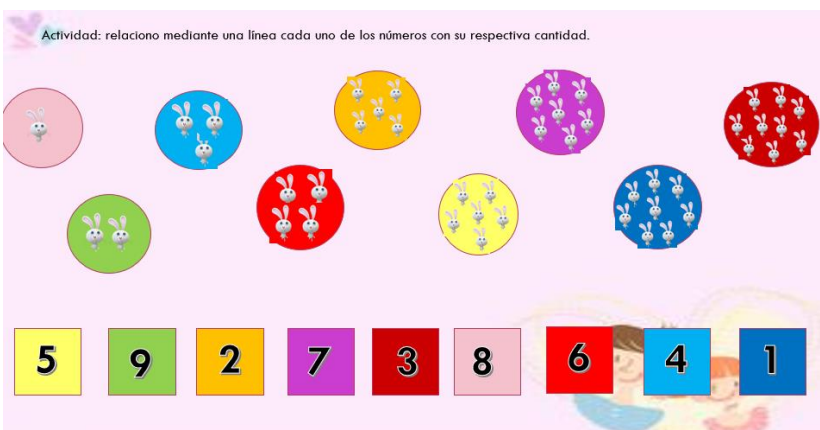 Actividad: relaciono mediante una línea cada uno de los números con su respectiva cantidad.
5 9 2 7 3 8 6 4 1